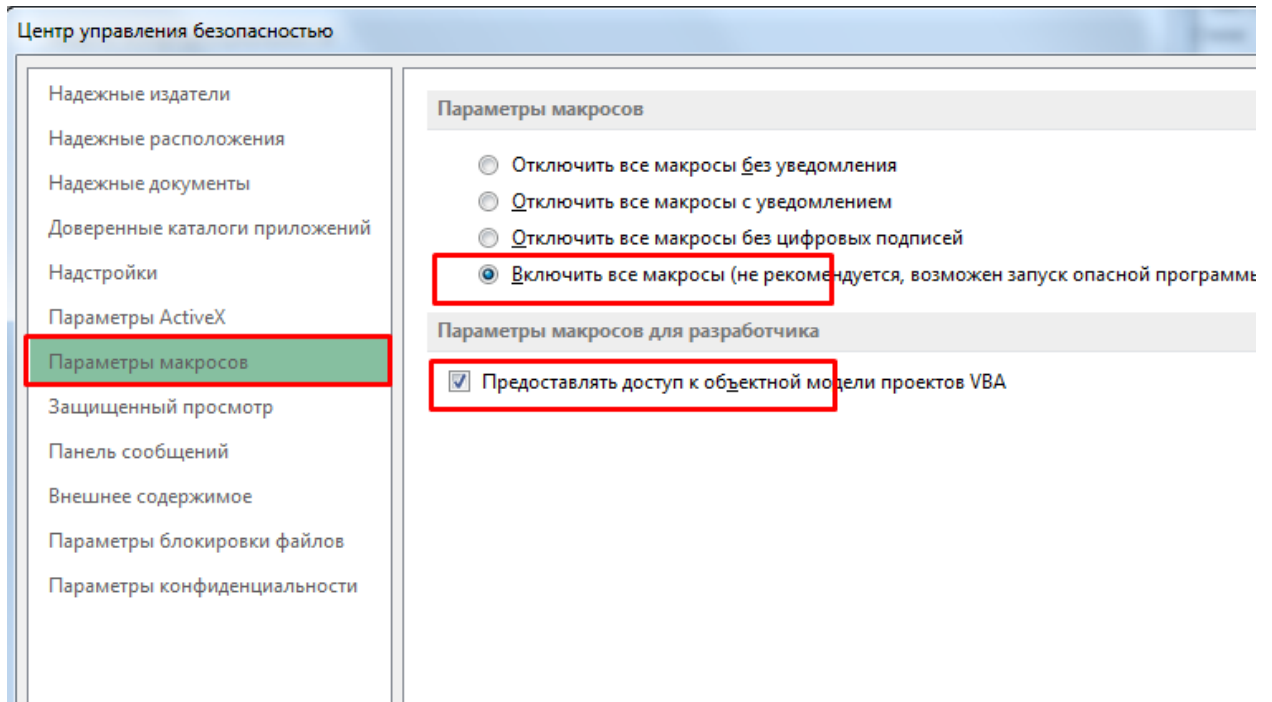 Центр управления безопасностью
Надежные издатели
Надежные расположения
Надежные документы
Доверенные каталоги приложений
Надстройки
Параметры ActiveX
Параметры макросов
Защищенный просмотр
Панель сообщений
Внешнее содержимое
Параметры блокировки файлов
Параметры конфиденциальности
Параметры макросов
Отключить все макросы без уведомления
Отключить все макросы с уведомлением
Отключить все макросы без цифровых подписей
Включить все макросы (не рекомендуется, возможен запуск опасной программы
Параметры макросов для разработчика
Предоставлять доступ к объектной модели проектов VBA